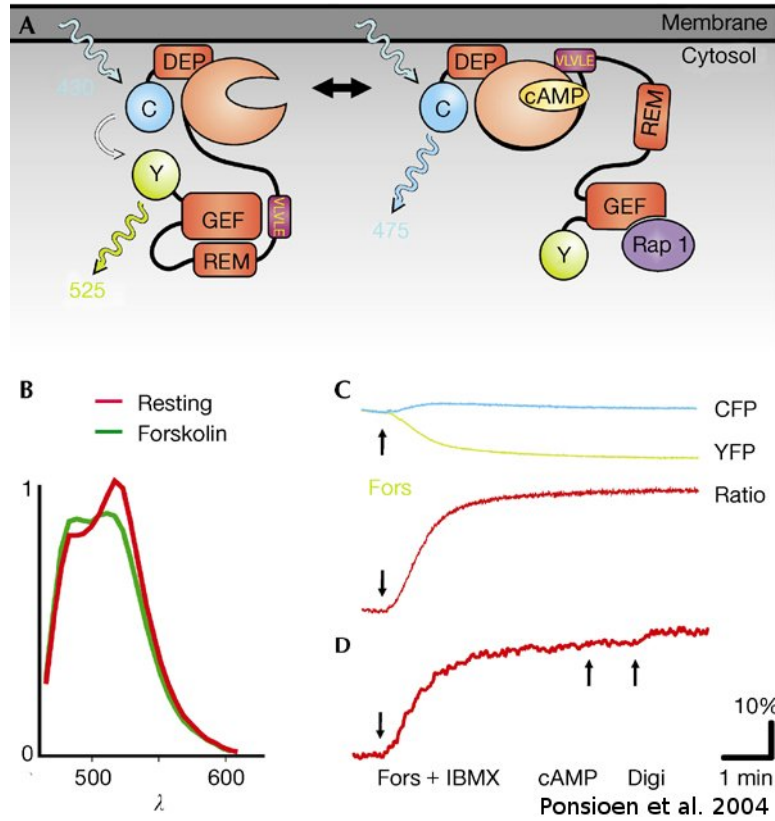 A
Membrane
Cytosol
430
DEP
C
Y
GEF
VLVLE
REM
525
DEP
C
cAMP
VLVLE
REM
475
GEF
Rap 1
Y
B
Resting
Forskolin
1
0
500
600
λ
C
CFP
YFP
Fors
Ratio
D
10%
Fors + IBMX
cAMP
Digi
1 min
Ponsioen et al. 2004